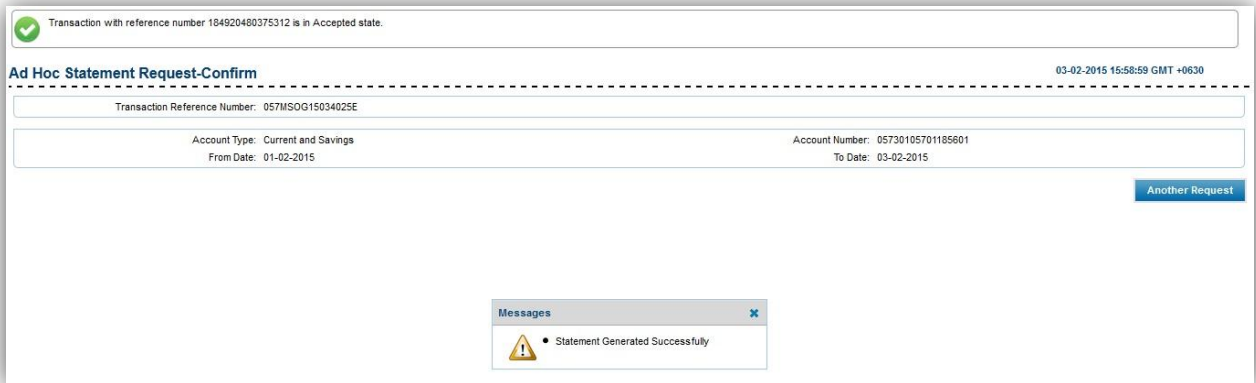 Transaction with reference number 184920480375312 is in Accepted state.
Ad Hoc Statement Request-Confirm
03-02-2015 15:58:59 GMT +0630
Transaction Reference Number: 057MSOG15034025E
Account Type: Current and Savings
Account Number: 05730105701185601
From Date: 01-02-2015
To Date: 03-02-2015
Another Request
Messages
Statement Generated Successfully